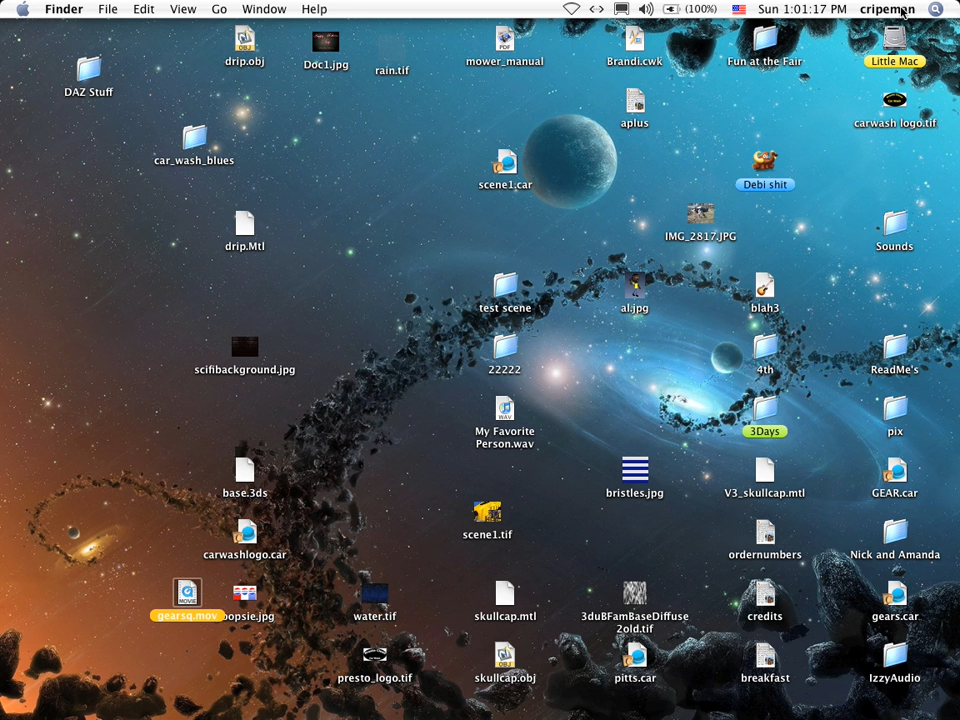 Finder File Edit View Go Window Help (100%) Sun 1:01:17 PM cripeman
drip.obj
Doc1.jpg
rain.tif
PDF
mower_manual
Brandi.cwk
Fun at the Fair
Little Mac
DAZ Stuff
aplus
carwash logo.tif
car_wash_blues
scene1.car
Debi shit
drip.Mtl
IMG_2817.JPG
Sounds
test scene
al.jpg
blah3
scifibackground.jpg
22222
4th
ReadMe's
WAV
My Favorite
Person.wav
3Days
pix
base.3ds
bristles.jpg
V3_skullcap.mtl
GEAR.car
carwashlogo.car
scene1.tif
ordernumbers
Nick and Amanda
MOVIE
gearsq.mov
oopsie.jpg
water.tif
skullcap.mtl
3duBFamBaseDiffuse
2old.tif
credits
gears.car
OBJ
presto_logo.tif
skullcap.obj
pitts.car
breakfast
IzzyAudio